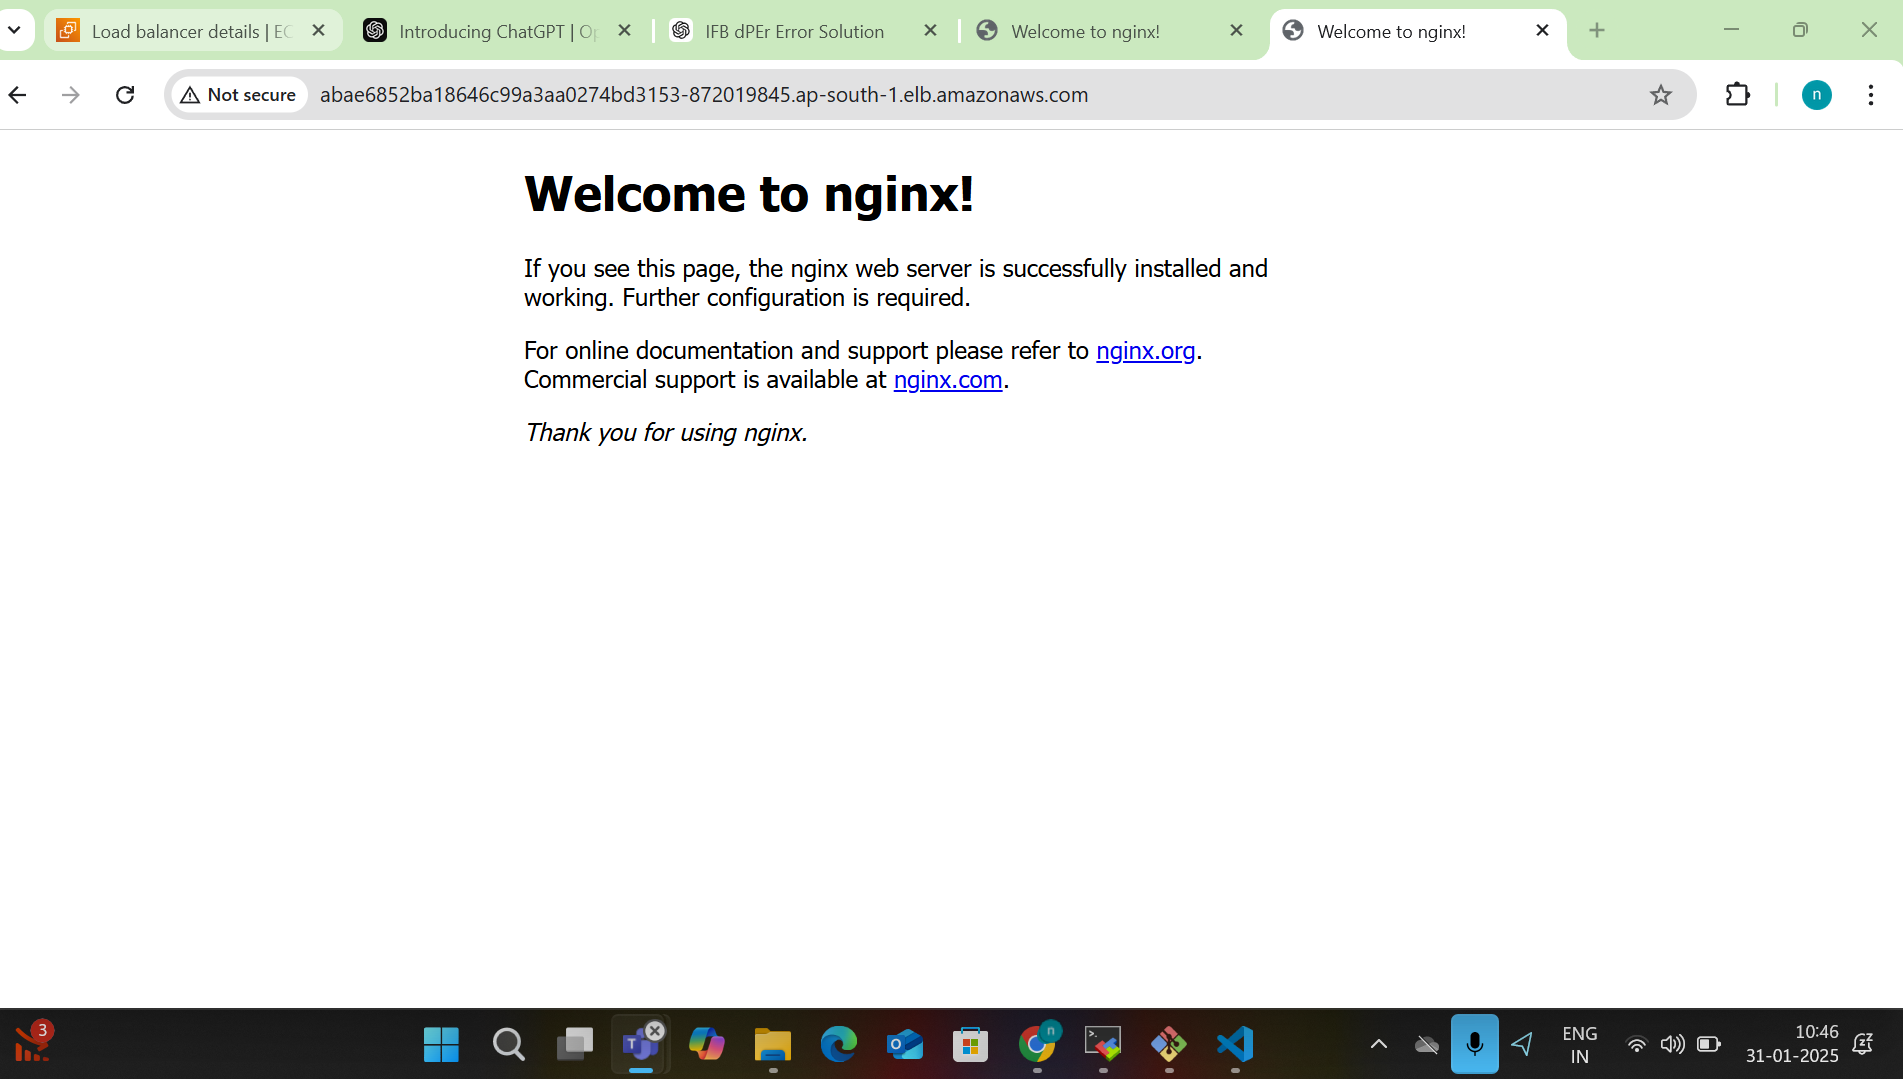 Load balancer details | EC
Introducing ChatGPT | Op
IFB dPEr Error Solution
Welcome to nginx!
Welcome to nginx!
Not secure
abae6852ba18646c99a3aa0274bd3153-872019845.ap-south-1.elb.amazonaws.com
n
Welcome to nginx!
If you see this page, the nginx web server is successfully installed and
working. Further configuration is required.
For online documentation and support please refer to nginx.org.
Commercial support is available at nginx.com.
Thank you for using nginx.
3
n
ENG
IN
10:46
31-01-2025